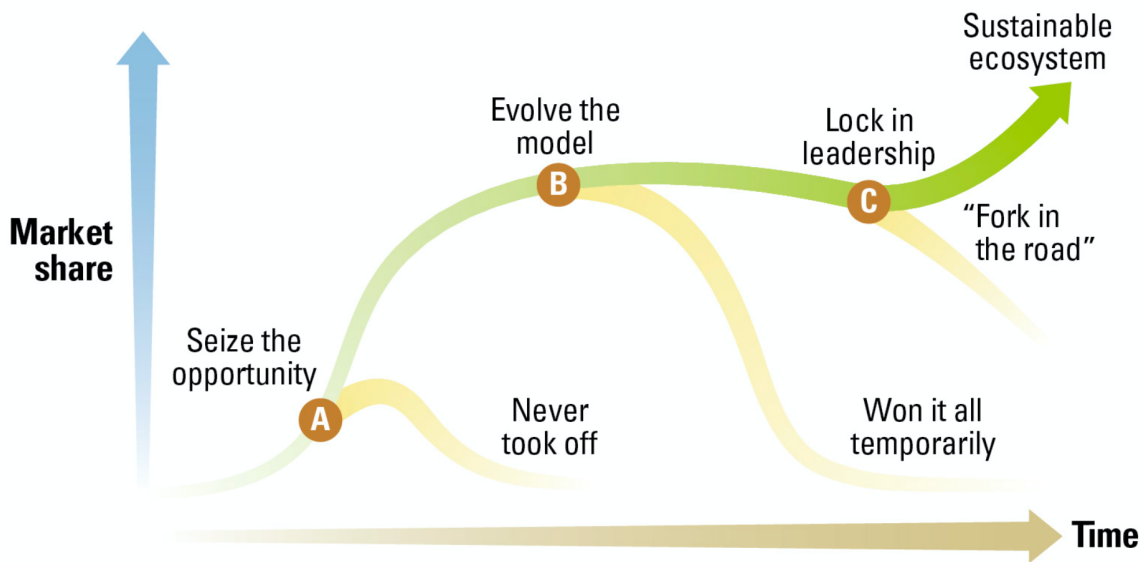 Sustainable
ecosystem
Evolve the
model
Lock in
leadership
B
C
“Fork in
the road”
Market
share
Seize the
opportunity
A
Never
took off
Won it all
temporarily
Time